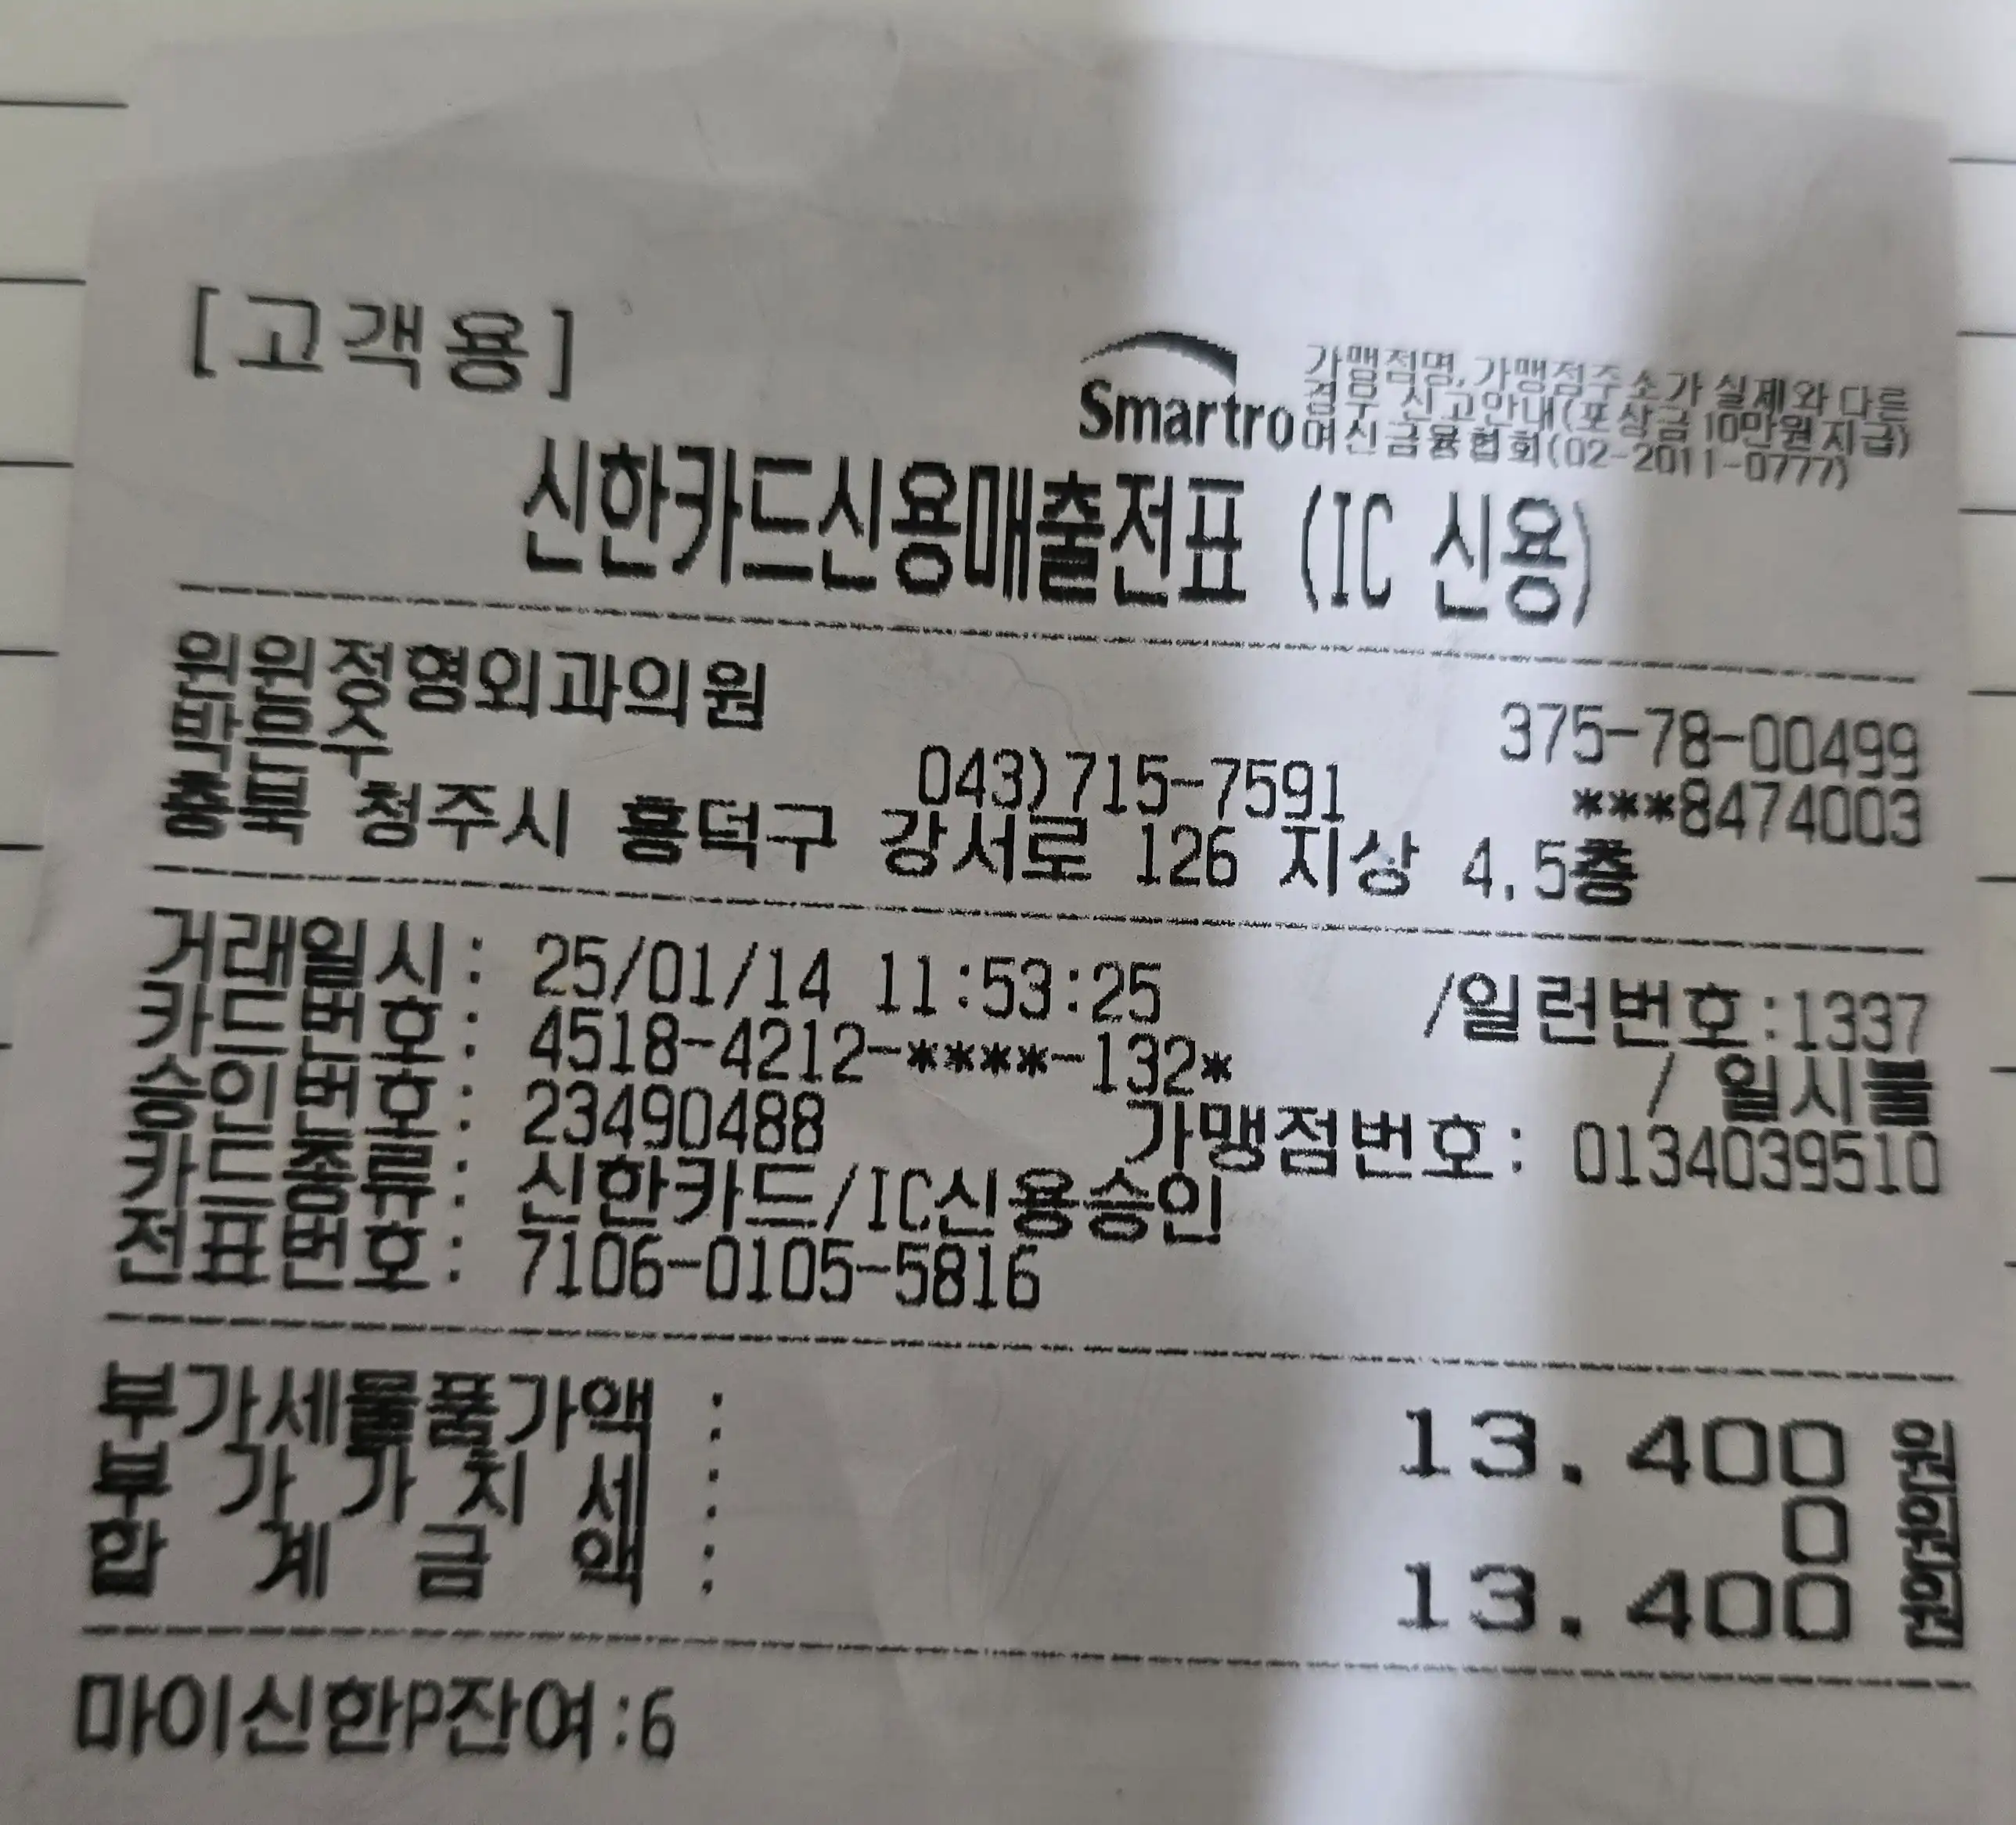 [고객용]
Smartro
가맹점명,가맹점주소가 실제와 다른
경우 신고안내(포상금 10만원 지급)
여신금융협회(02-2011-0777)
신한카드신용매출전표 (IC 신용)
원원정형외과의원 375-78-00499
박은수 043)715-7591 ***8474003
충북 청주시 흥덕구 강서로 126 지상 4.5층
거래일시: 25/01/14 11:53:25 /일련번호:1337
카드번호: 4518-4212-****-132* / 일시불
승인번호: 23490488 가맹점번호: 0134039510
카드종류: 신한카드/IC신용승인
전표번호: 7106-0105-5816
부가세물품가액 : 13.400 원
부 가 가 치 세 : 0 원
합 계 금 액 : 13.400 원
마이신한P잔여:6